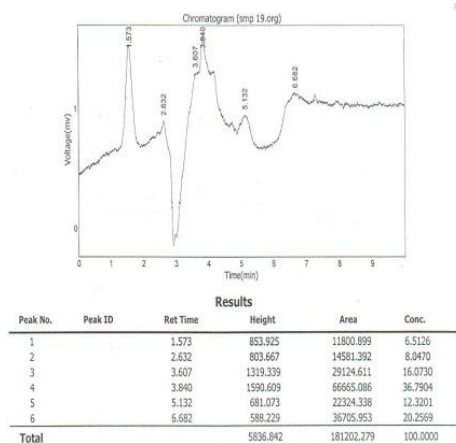 Chromatogram (smp 19.org)
1.573
2.632
3.607
3.840
5.132
6.682
Voltage(mv)
1
0
0 1 2 3 4 5 6 7 8 9
Time(min)
Results
Peak No. Peak ID Ret Time Height Area Conc.
1 1.573 853.925 11800.899 6.5126
2 2.632 803.667 14581.392 8.0470
3 3.607 1319.339 29124.611 16.0730
4 3.840 1590.609 66665.086 36.7904
5 5.132 681.073 22324.338 12.3201
6 6.682 588.229 36705.953 20.2569
Total 5836.842 181202.279 100.0000